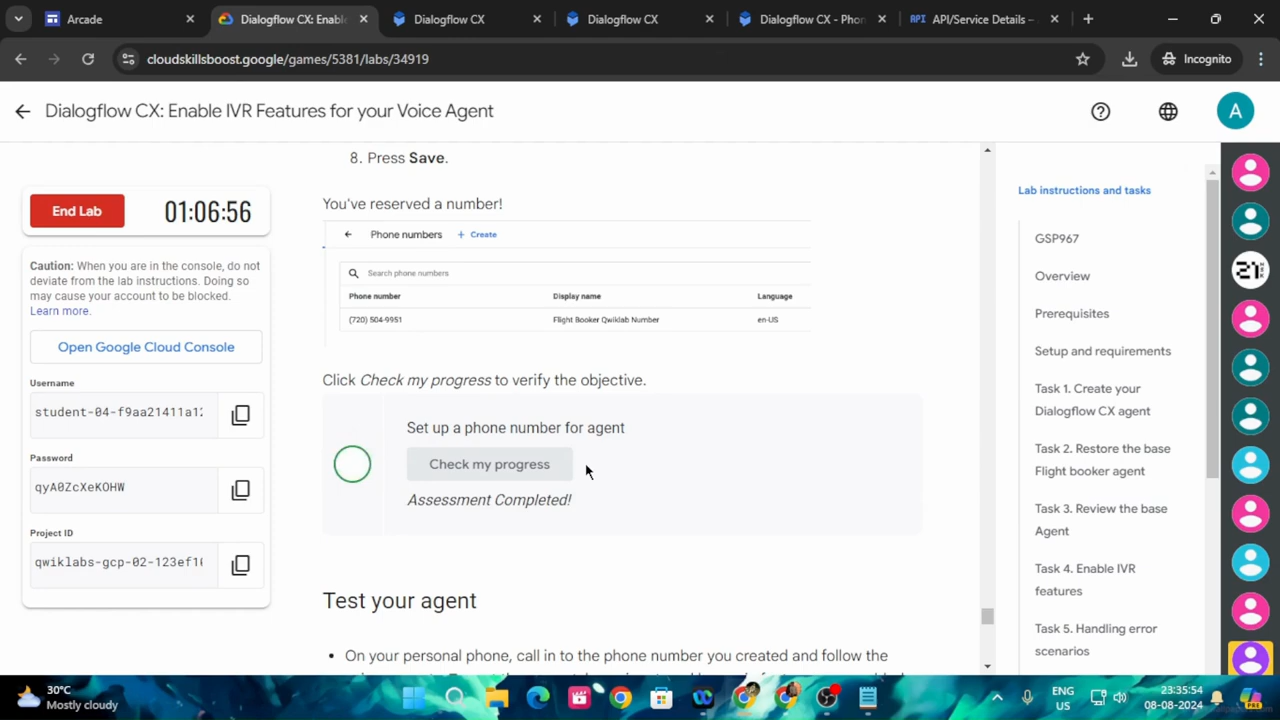 Arcade
Dialogflow CX: Enabl
Dialogflow CX
Dialogflow CX
Dialogflow CX - Phon
API
API/Service Details –
cloudskillsboost.google/games/5381/labs/34919
Incognito
Dialogflow CX: Enable IVR Features for your Voice Agent
A
8. Press Save.
You've reserved a number!
Phone numbers
+ Create
Search phone numbers
Phone number Display name Language
(720) 504-9951 Flight Booker Qwiklab Number en-US
Click Check my progress to verify the objective.
Set up a phone number for agent
Check my progress
Assessment Completed!
Test your agent
• On your personal phone, call in to the phone number you created and follow the
End Lab
01:06:56
Caution: When you are in the console, do not
deviate from the lab instructions. Doing so
may cause your account to be blocked.
Learn more.
Open Google Cloud Console
Username
student-04-f9aa21411a12
Password
qyA0ZcXeKOHW
Project ID
qwiklabs-gcp-02-123ef16
Lab instructions and tasks
GSP967
Overview
Prerequisites
Setup and requirements
Task 1. Create your
Dialogflow CX agent
Task 2. Restore the base
Flight booker agent
Task 3. Review the base
Agent
Task 4. Enable IVR
features
Task 5. Handling error
scenarios
30°C
Mostly cloudy
ENG
US
23:35:54
08-08-2024